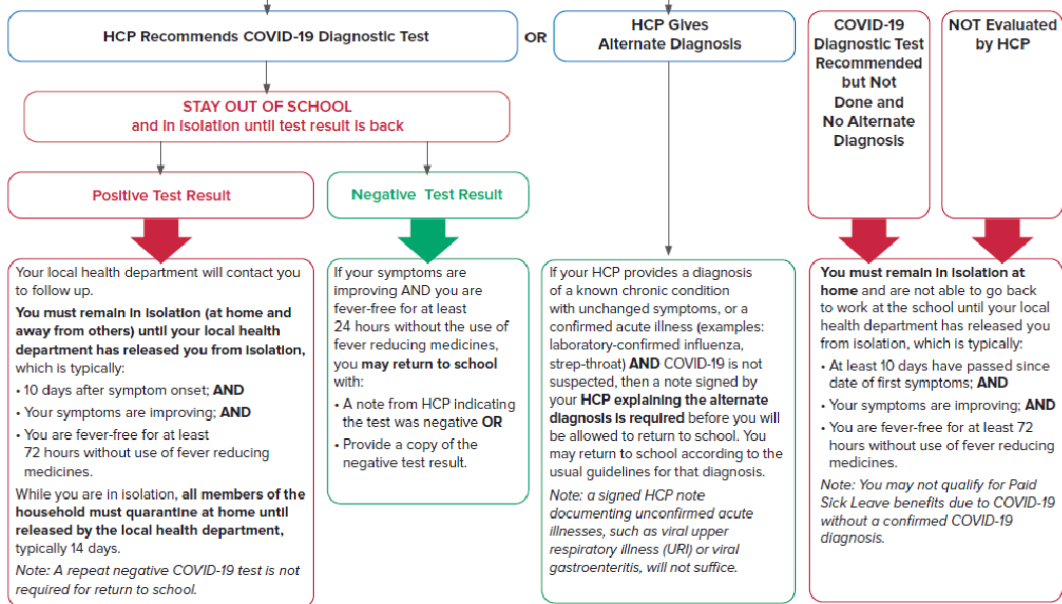 HCP Recommends COVID-19 Diagnostic Test
OR
HCP Gives
Alternate Diagnosis
COVID-19
Diagnostic Test
Recommended
but Not
Done and
No Alternate
Diagnosis
NOT Evaluated
by HCP
STAY OUT OF SCHOOL
and in isolation until test result is back
Positive Test Result
Negative Test Result
Your local health department will contact you
to follow up.
You must remain in isolation (at home and
away from others) until your local health
department has released you from isolation,
which is typically:
• 10 days after symptom onset; AND
• Your symptoms are improving; AND
• You are fever-free for at least
72 hours without use of fever reducing
medicines.
While you are in isolation, all members of the
household must quarantine at home until
released by the local health department,
typically 14 days.
Note: A repeat negative COVID-19 test is not
required for return to school.
If your symptoms are
improving AND you are
fever-free for at least
24 hours without the use of
fever reducing medicines,
you may return to school
with:
• A note from HCP indicating
the test was negative OR
• Provide a copy of the
negative test result.
If your HCP provides a diagnosis
of a known chronic condition
with unchanged symptoms, or a
confirmed acute illness (examples:
laboratory-confirmed influenza,
strep-throat) AND COVID-19 is not
suspected, then a note signed by
your HCP explaining the alternate
diagnosis is required before you will
be allowed to return to school. You
may return to school according to the
usual guidelines for that diagnosis.
Note: a signed HCP note
documenting unconfirmed acute
illnesses, such as viral upper
respiratory illness (URI) or viral
gastroenteritis, will not suffice.
You must remain in isolation at
home and are not able to go back
to work at the school until your local
health department has released you
from isolation, which is typically:
• At least 10 days have passed since
date of first symptoms; AND
• Your symptoms are improving; AND
• You are fever-free for at least 72
hours without use of fever reducing
medicines.
Note: You may not qualify for Paid
Sick Leave benefits due to COVID-19
without a confirmed COVID-19
diagnosis.